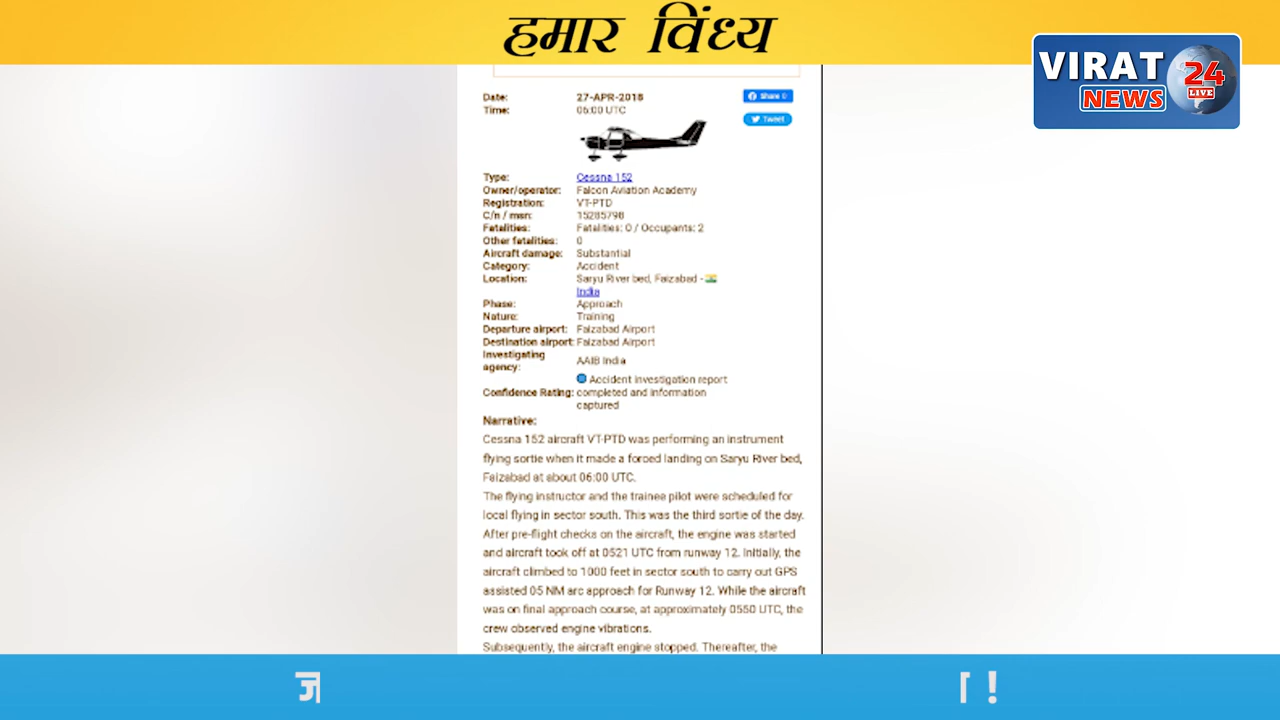 हमार विंध्य
VIRAT 24
LIVE
NEWS
Date: 27-APR-2018
Time: 06:00 UTC
Share 0
Tweet
Type: Cessna 152
Owner/operator: Falcon Aviation Academy
Registration: VT-PTD
C/n / msn: 15285798
Fatalities: Fatalities: 0 / Occupants: 2
Other fatalities: 0
Aircraft damage: Substantial
Category: Accident
Location: Saryu River bed, Faizabad -
India
Phase: Approach
Nature: Training
Departure airport: Faizabad Airport
Destination airport: Faizabad Airport
Investigating
agency: AAIB India
Accident investigation report
Confidence Rating: completed and information
captured
Narrative:
Cessna 152 aircraft VT-PTD was performing an instrument
flying sortie when it made a forced landing on Saryu River bed,
Faizabad at about 06:00 UTC.
The flying instructor and the trainee pilot were scheduled for
local flying in sector south. This was the third sortie of the day.
After pre-flight checks on the aircraft, the engine was started
and aircraft took off at 0521 UTC from runway 12. Initially, the
aircraft climbed to 1000 feet in sector south to carry out GPS
assisted 05 NM arc approach for Runway 12. While the aircraft
was on final approach course, at approximately 0550 UTC, the
crew observed engine vibrations.
Subsequently, the aircraft engine stopped. Thereafter, the